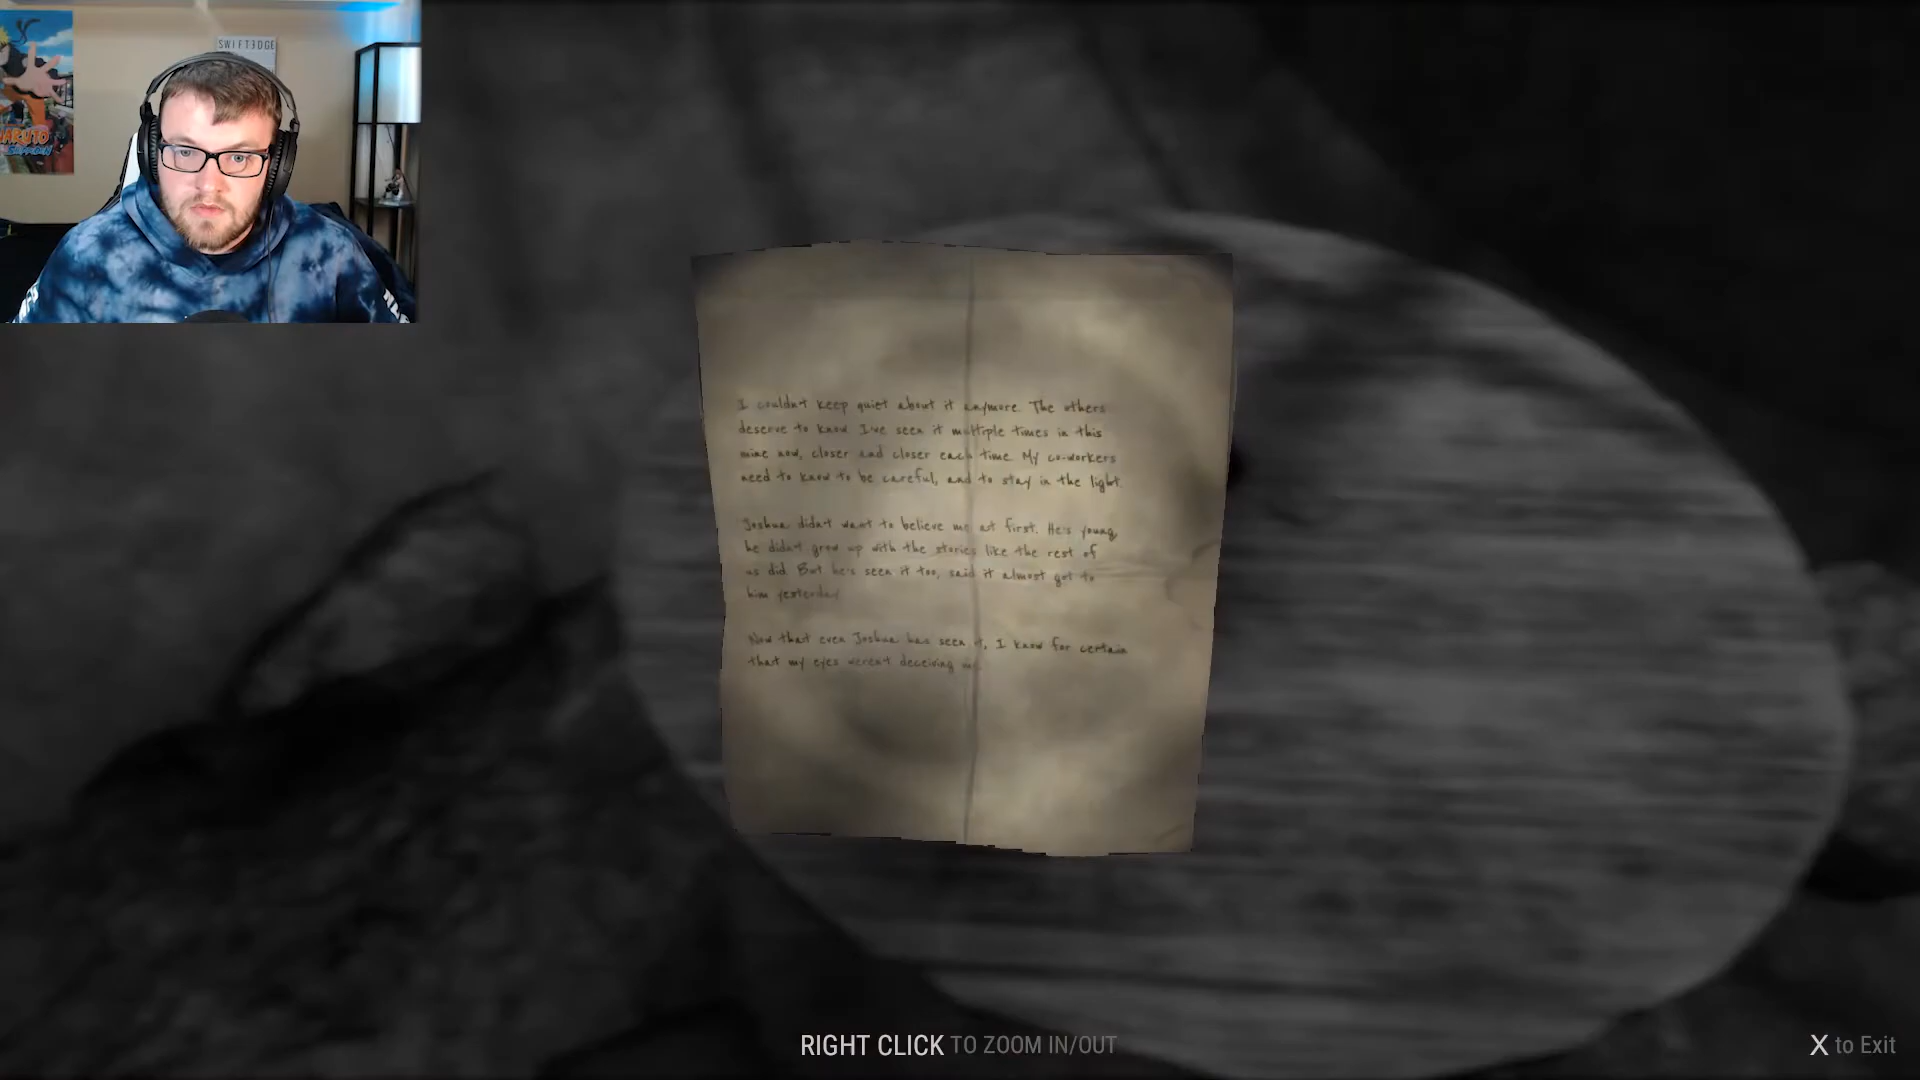 SWIFTEDGE
NARUTO
I couldn't keep quiet about it anymore. The others
deserve to know. I've seen it multiple times in this
mine now, closer and closer each time. My co-workers
need to know to be careful, and to stay in the light.
Joshua didn't want to believe me at first. He's young,
he didn't grow up with the stories like the rest of
us did. But he's seen it too, said it almost got to
him yesterday.
Now that even Joshua has seen it, I know for certain
that my eyes weren't deceiving me.
RIGHT CLICK TO ZOOM IN/OUT
X to Exit